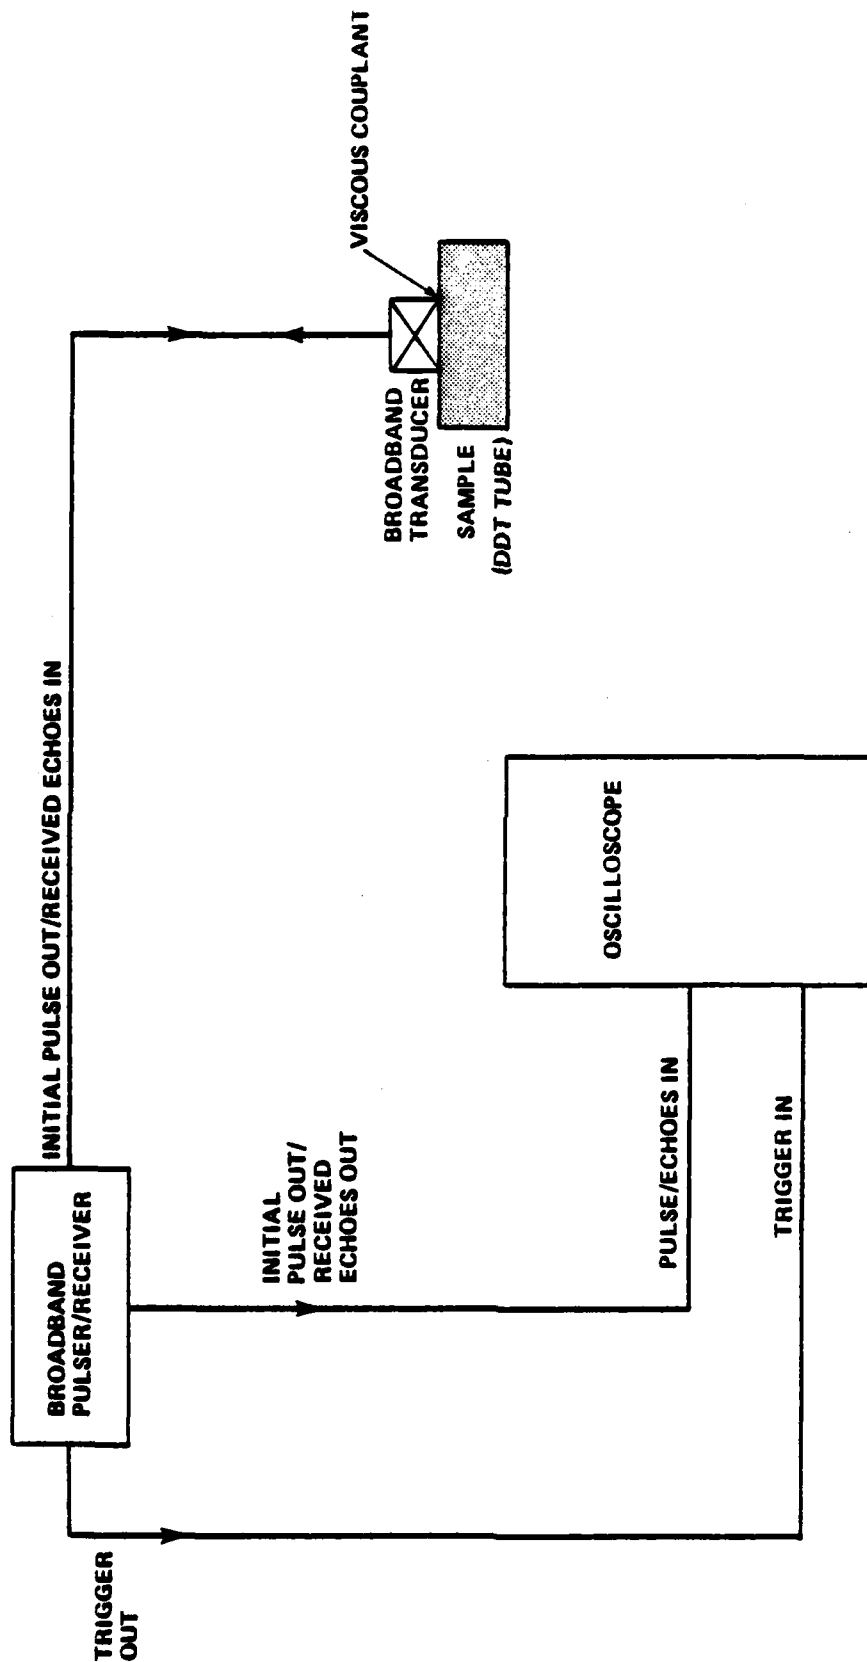 TRIGGER
OUT
BROADBAND
PULSER/RECEIVER
INITIAL PULSE OUT/RECEIVED ECHOES IN
INITIAL
PULSE OUT/
RECEIVED
ECHOES OUT
BROADBAND
TRANSDUCER
VISCOUS COUPLANT
SAMPLE
(DDT TUBE)
PULSE/ECHOES IN
TRIGGER IN
OSCILLOSCOPE